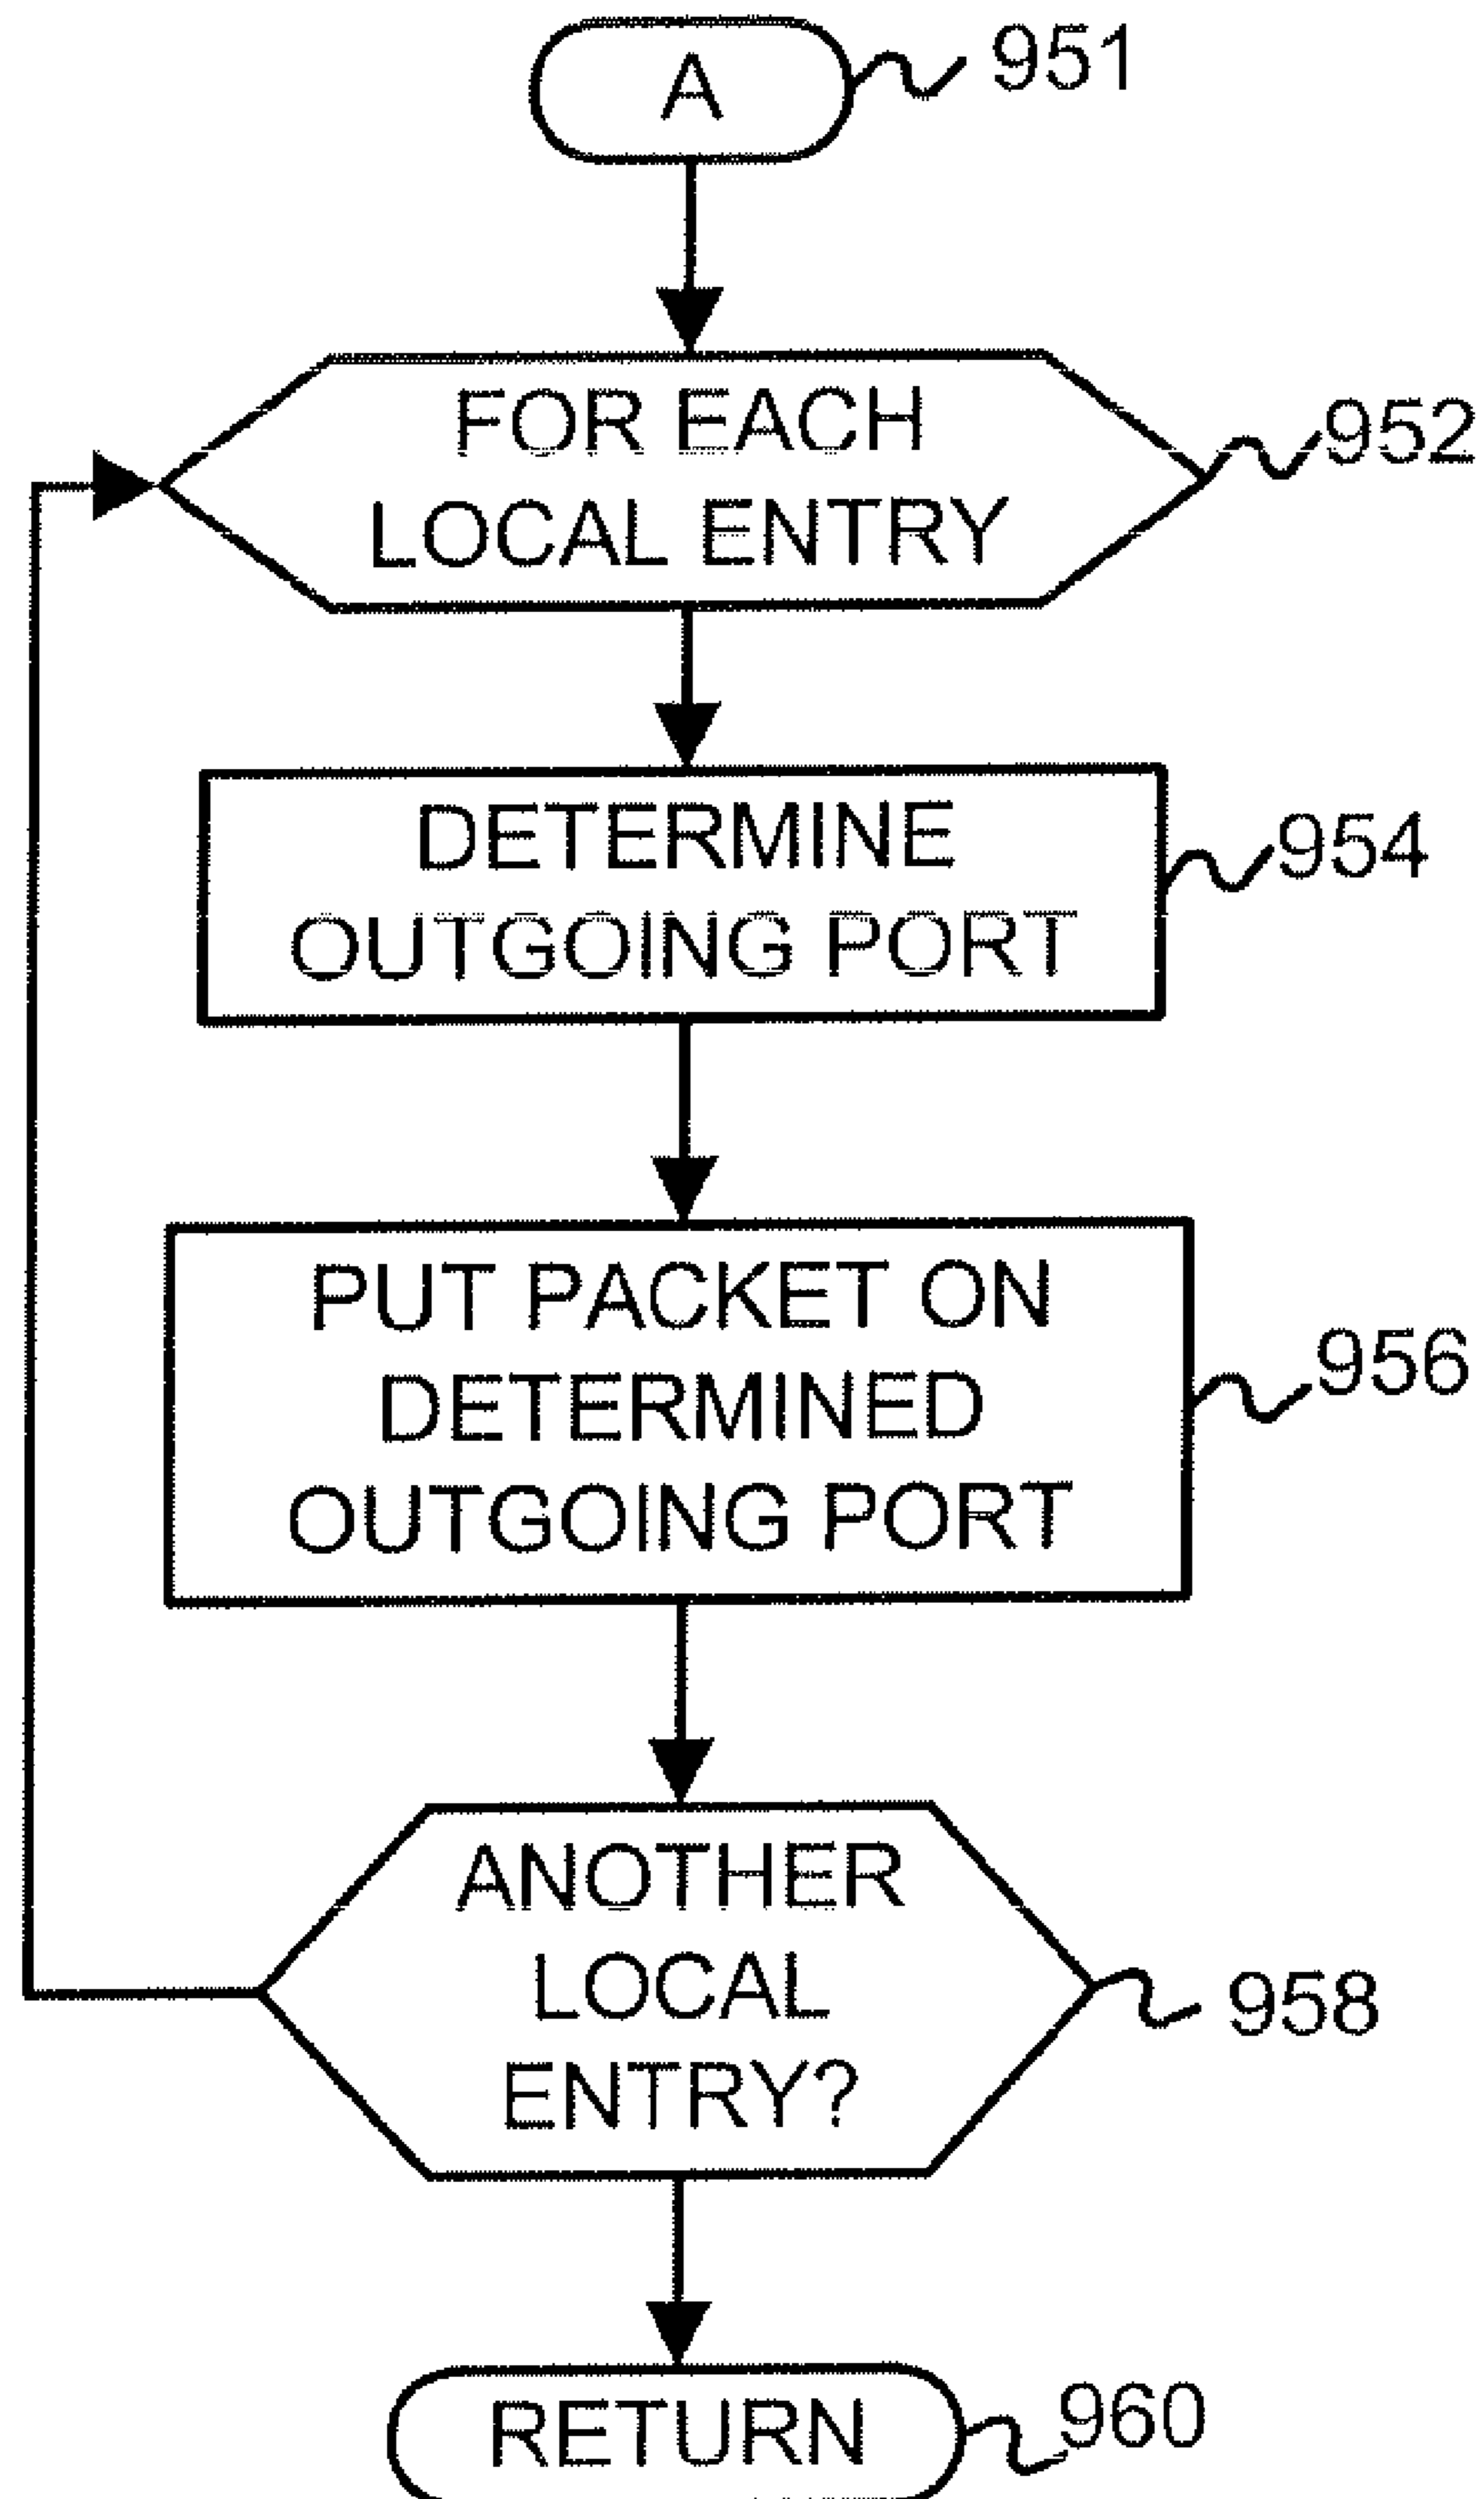 A
951
FOR EACH
LOCAL ENTRY
952
DETERMINE
OUTGOING PORT
954
PUT PACKET ON
DETERMINED
OUTGOING PORT
956
ANOTHER
LOCAL
ENTRY?
958
RETURN
960